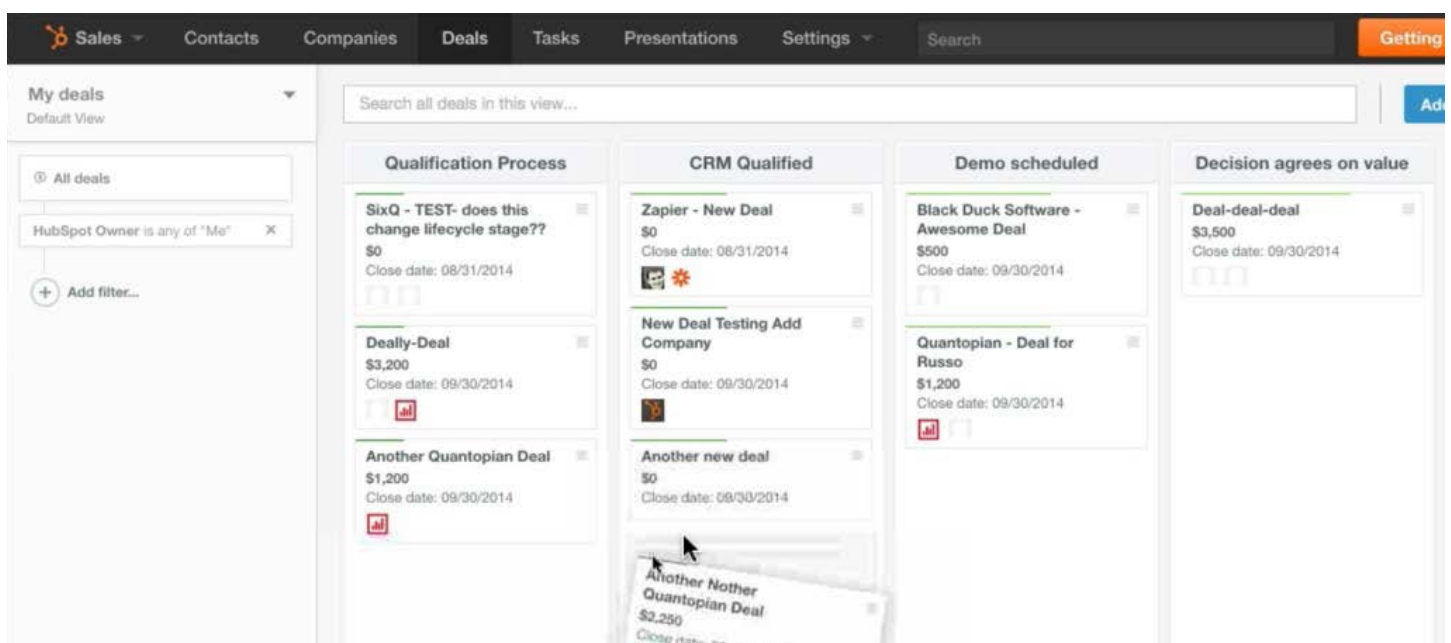 Sales
Contacts
Companies
Deals
Tasks
Presentations
Settings
Search
Getting
My deals
Default View
All deals
HubSpot Owner is any of "Me"
Add filter...
Search all deals in this view...
Qualification Process
SixQ - TEST- does this
change lifecycle stage??
$0
Close date: 08/31/2014
Deally-Deal
$3,200
Close date: 09/30/2014
Another Quantopian Deal
$1,200
Close date: 09/30/2014
CRM Qualified
Zapier - New Deal
$0
Close date: 08/31/2014
New Deal Testing Add
Company
$0
Close date: 09/30/2014
Another new deal
$0
Close date: 09/30/2014
Another Nother
Quantopian Deal
$2,250
Close
Demo scheduled
Black Duck Software -
Awesome Deal
$500
Close date: 09/30/2014
Quantopian - Deal for
Russo
$1,200
Close date: 09/30/2014
Decision agrees on value
Deal-deal-deal
$3,500
Close date: 09/30/2014